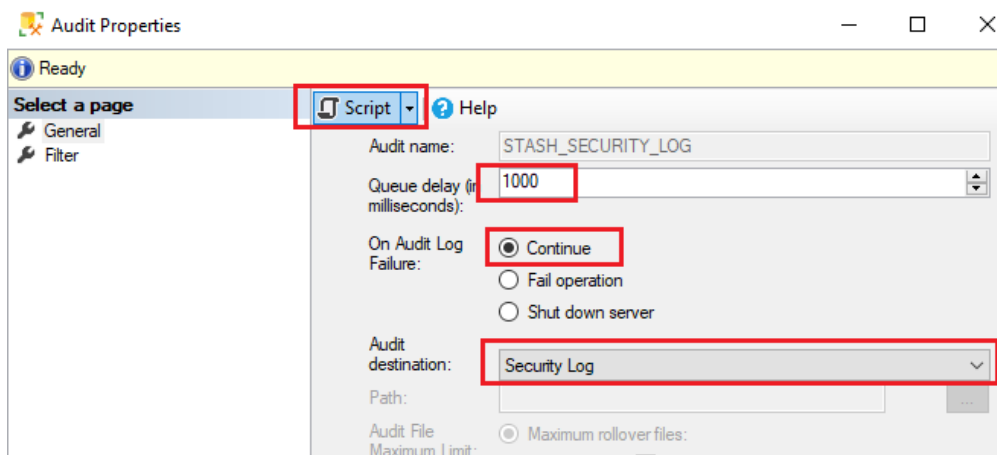 Audit Properties
Ready
Select a page
General
Filter
Script
Help
Audit name:
STASH_SECURITY_LOG
Queue delay (in
milliseconds):
1000
On Audit Log
Failure:
Continue
Fail operation
Shut down server
Audit
destination:
Security Log
Path:
...
Audit File
Maximum Limit:
Maximum rollover files: